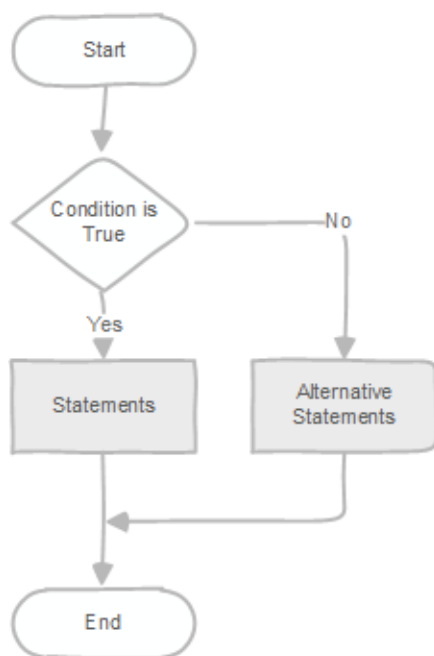 Start
Condition is
True
No
Yes
Statements
Alternative
Statements
End